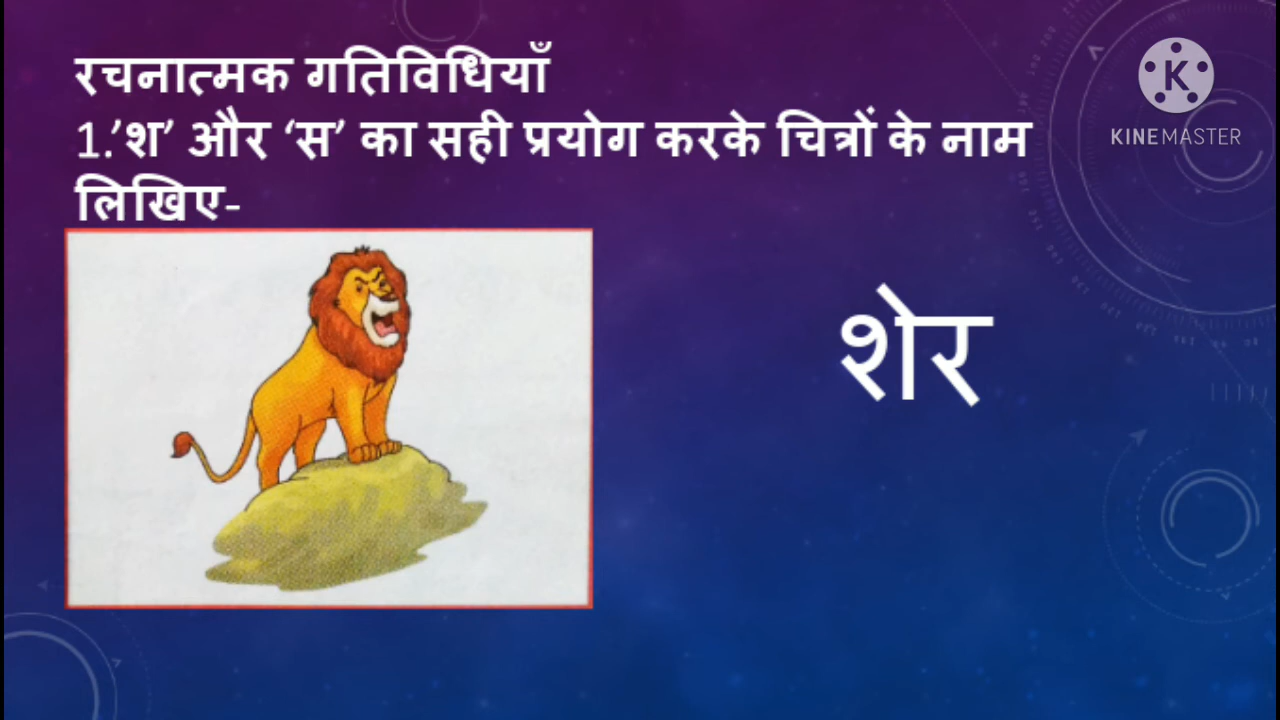 रचनात्मक गतिविधियाँ
1.’श’ और ‘स’ का सही प्रयोग करके चित्रों के नाम
लिखिए-
शेर
K
KINEMASTER